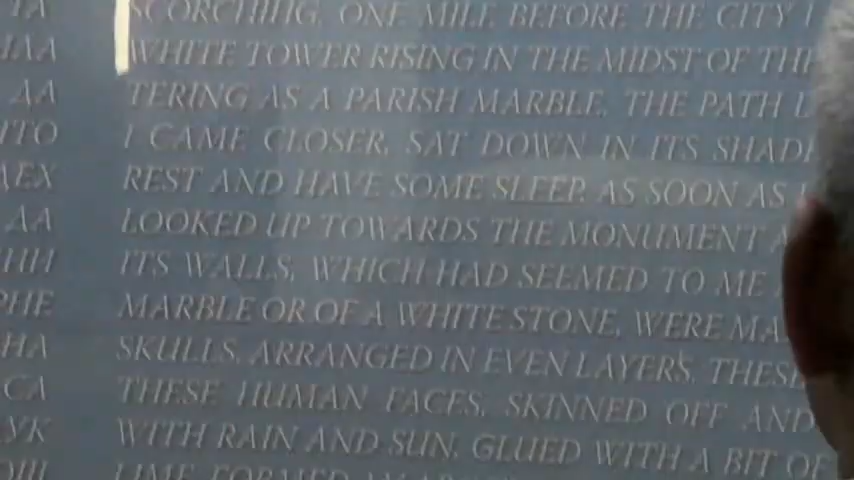 SCORCHING, ONE MILE BEFORE THE CITY I
WHITE TOWER RISING IN THE MIDST OF THE
TERING AS A PARISH MARBLE. THE PATH L
I CAME CLOSER, SAT DOWN IN ITS SHADE
REST AND HAVE SOME SLEEP. AS SOON AS I
LOOKED UP TOWARDS THE MONUMENT A
ITS WALLS, WHICH HAD SEEMED TO ME
MARBLE OR OF A WHITE STONE, WERE MA
SKULLS, ARRANGED IN EVEN LAYERS. THESE
THESE HUMAN FACES, SKINNED OFF AND
WITH RAIN AND SUN, GLUED WITH A BIT OF
LIME FORMED